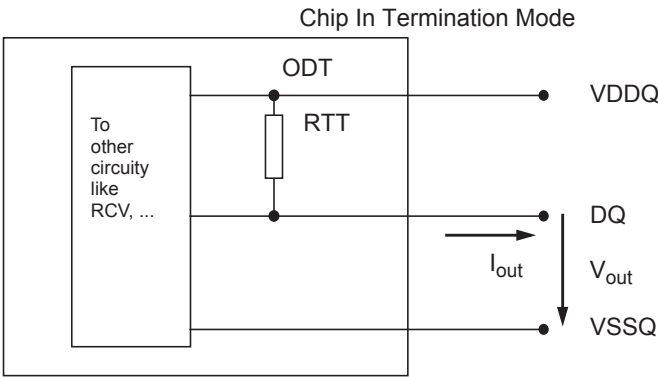 Chip In Termination Mode
ODT
VDDQ
RTT
To
other
circuity
like
RCV, ...
DQ
Iout
Vout
VSSQ